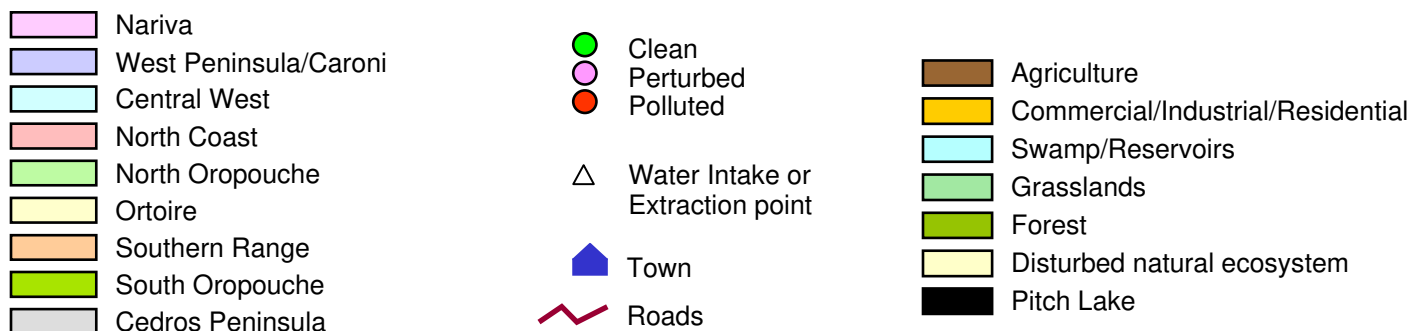 Nariva
West Peninsula/Caroni
Central West
North Coast
North Oropouche
Ortoire
Southern Range
South Oropouche
Cedros Peninsula
Clean
Perturbed
Polluted
Water Intake or
Extraction point
Town
Roads
Agriculture
Commercial/Industrial/Residential
Swamp/Reservoirs
Grasslands
Forest
Disturbed natural ecosystem
Pitch Lake